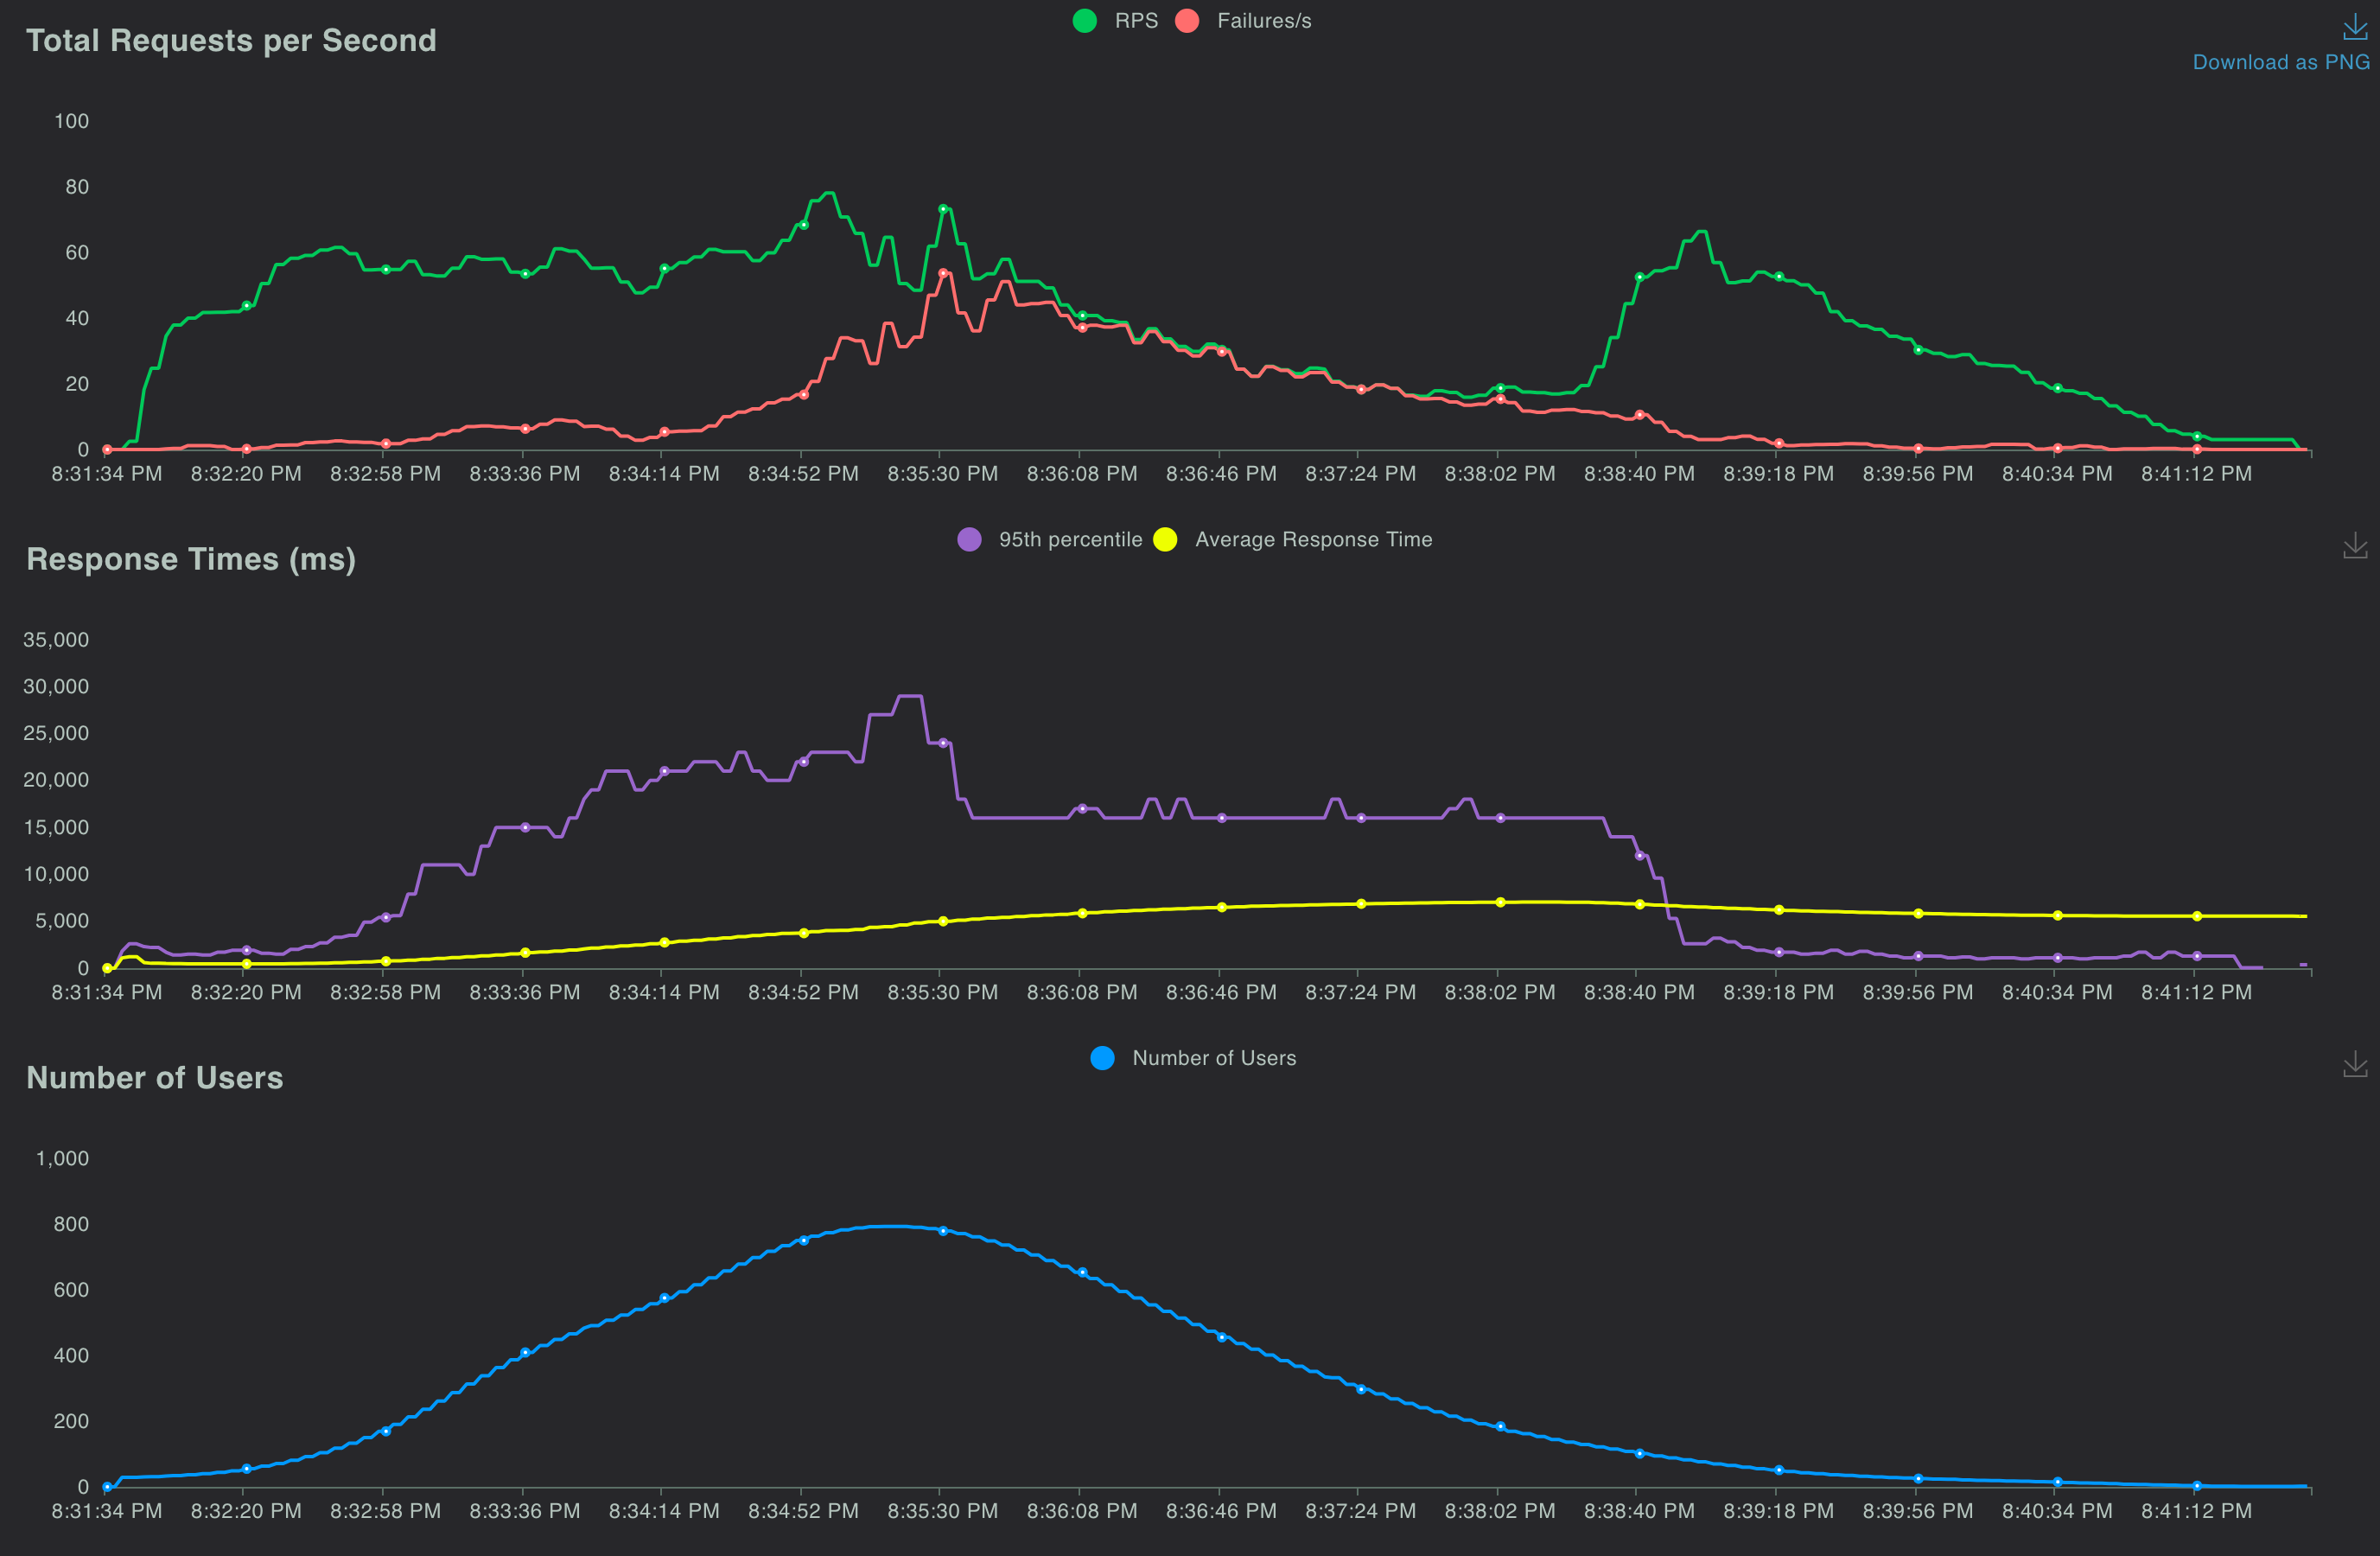 RPS Failures/s
Total Requests per Second
Download as PNG
100
80
60
40
20
0
8:31:34 PM 8:32:20 PM 8:32:58 PM 8:33:36 PM 8:34:14 PM 8:34:52 PM 8:35:30 PM 8:36:08 PM 8:36:46 PM 8:37:24 PM 8:38:02 PM 8:38:40 PM 8:39:18 PM 8:39:56 PM 8:40:34 PM 8:41:12 PM
95th percentile Average Response Time
Response Times (ms)
35,000
30,000
25,000
20,000
15,000
10,000
5,000
0
8:31:34 PM 8:32:20 PM 8:32:58 PM 8:33:36 PM 8:34:14 PM 8:34:52 PM 8:35:30 PM 8:36:08 PM 8:36:46 PM 8:37:24 PM 8:38:02 PM 8:38:40 PM 8:39:18 PM 8:39:56 PM 8:40:34 PM 8:41:12 PM
Number of Users
Number of Users
1,000
800
600
400
200
0
8:31:34 PM 8:32:20 PM 8:32:58 PM 8:33:36 PM 8:34:14 PM 8:34:52 PM 8:35:30 PM 8:36:08 PM 8:36:46 PM 8:37:24 PM 8:38:02 PM 8:38:40 PM 8:39:18 PM 8:39:56 PM 8:40:34 PM 8:41:12 PM